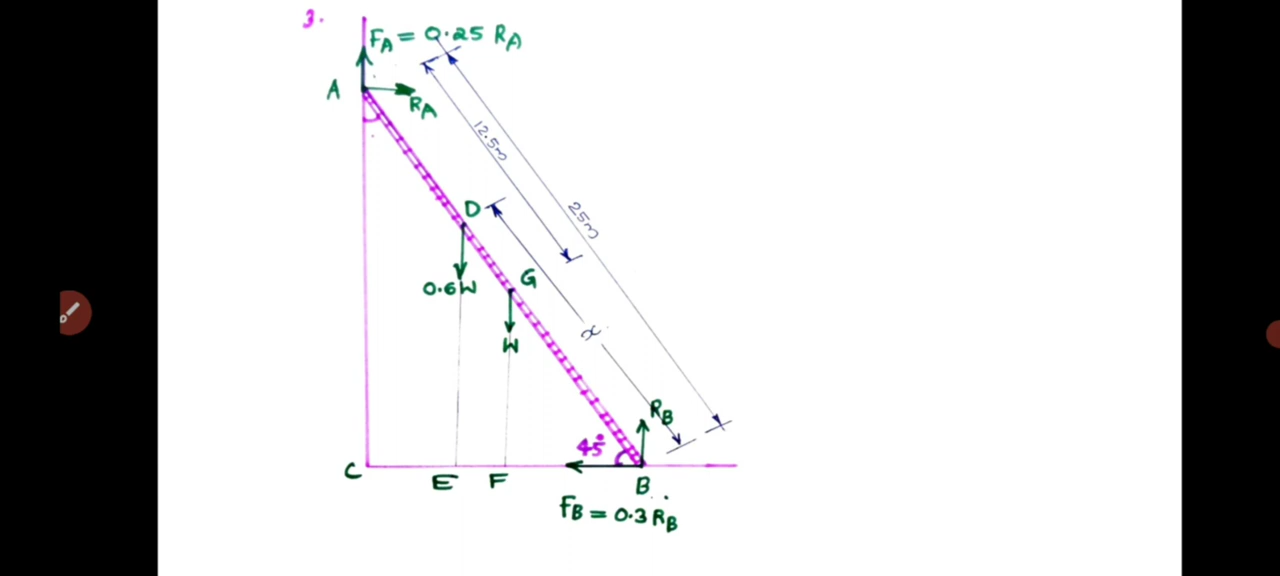 3.
FA = 0.25 RA
A
RA
12.5m
25m
D
G
0.6W
W
x
RB
45°
C
E
F
B
FB = 0.3 RB